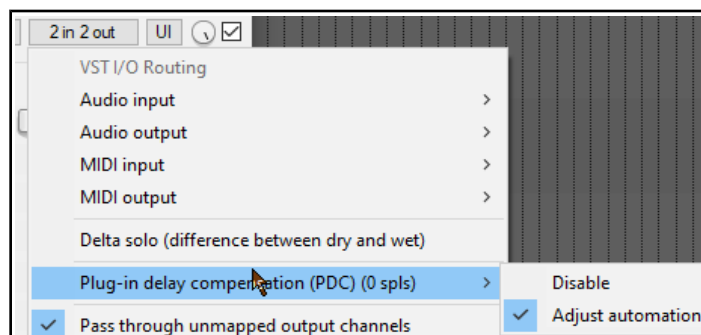 2 in 2 out UI
VST I/O Routing
Audio input
Audio output
MIDI input
MIDI output
Delta solo (difference between dry and wet)
Plug-in delay compensation (PDC) (0 spls)
Disable
Adjust automation
Pass through unmapped output channels